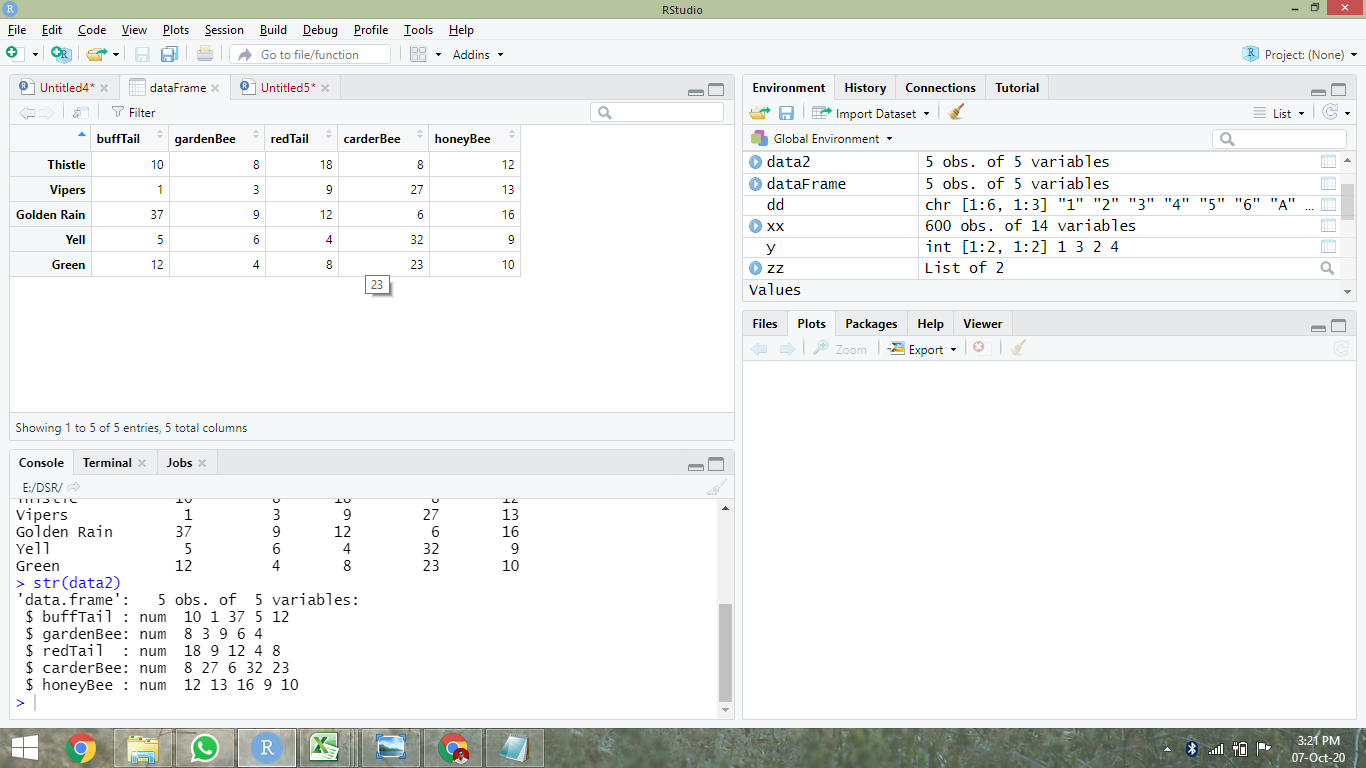 RStudio
File Edit Code View Plots Session Build Debug Profile Tools Help
Go to file/function Addins Project: (None)
Untitled4* dataFrame Untitled5*
Filter
buffTail gardenBee redTail carderBee honeyBee
Thistle 10 8 18 8 12
Vipers 1 3 9 27 13
Golden Rain 37 9 12 6 16
Yell 5 6 4 32 9
Green 12 4 8 23 10
23
Showing 1 to 5 of 5 entries, 5 total columns
Console Terminal Jobs
E:/DSR/
Thistle 10 8 18 8 12
Vipers 1 3 9 27 13
Golden Rain 37 9 12 6 16
Yell 5 6 4 32 9
Green 12 4 8 23 10
> str(data2)
'data.frame': 5 obs. of 5 variables:
$ buffTail : num 10 1 37 5 12
$ gardenBee: num 8 3 9 6 4
$ redTail : num 18 9 12 4 8
$ carderBee: num 8 27 6 32 23
$ honeyBee : num 12 13 16 9 10
>
Environment History Connections Tutorial
Import Dataset List
Global Environment
data2 5 obs. of 5 variables
dataFrame 5 obs. of 5 variables
dd chr [1:6, 1:3] "1" "2" "3" "4" "5" "6" "A" ...
xx 600 obs. of 14 variables
y int [1:2, 1:2] 1 3 2 4
zz List of 2
Values
Files Plots Packages Help Viewer
Zoom Export
3:21 PM
07-Oct-20